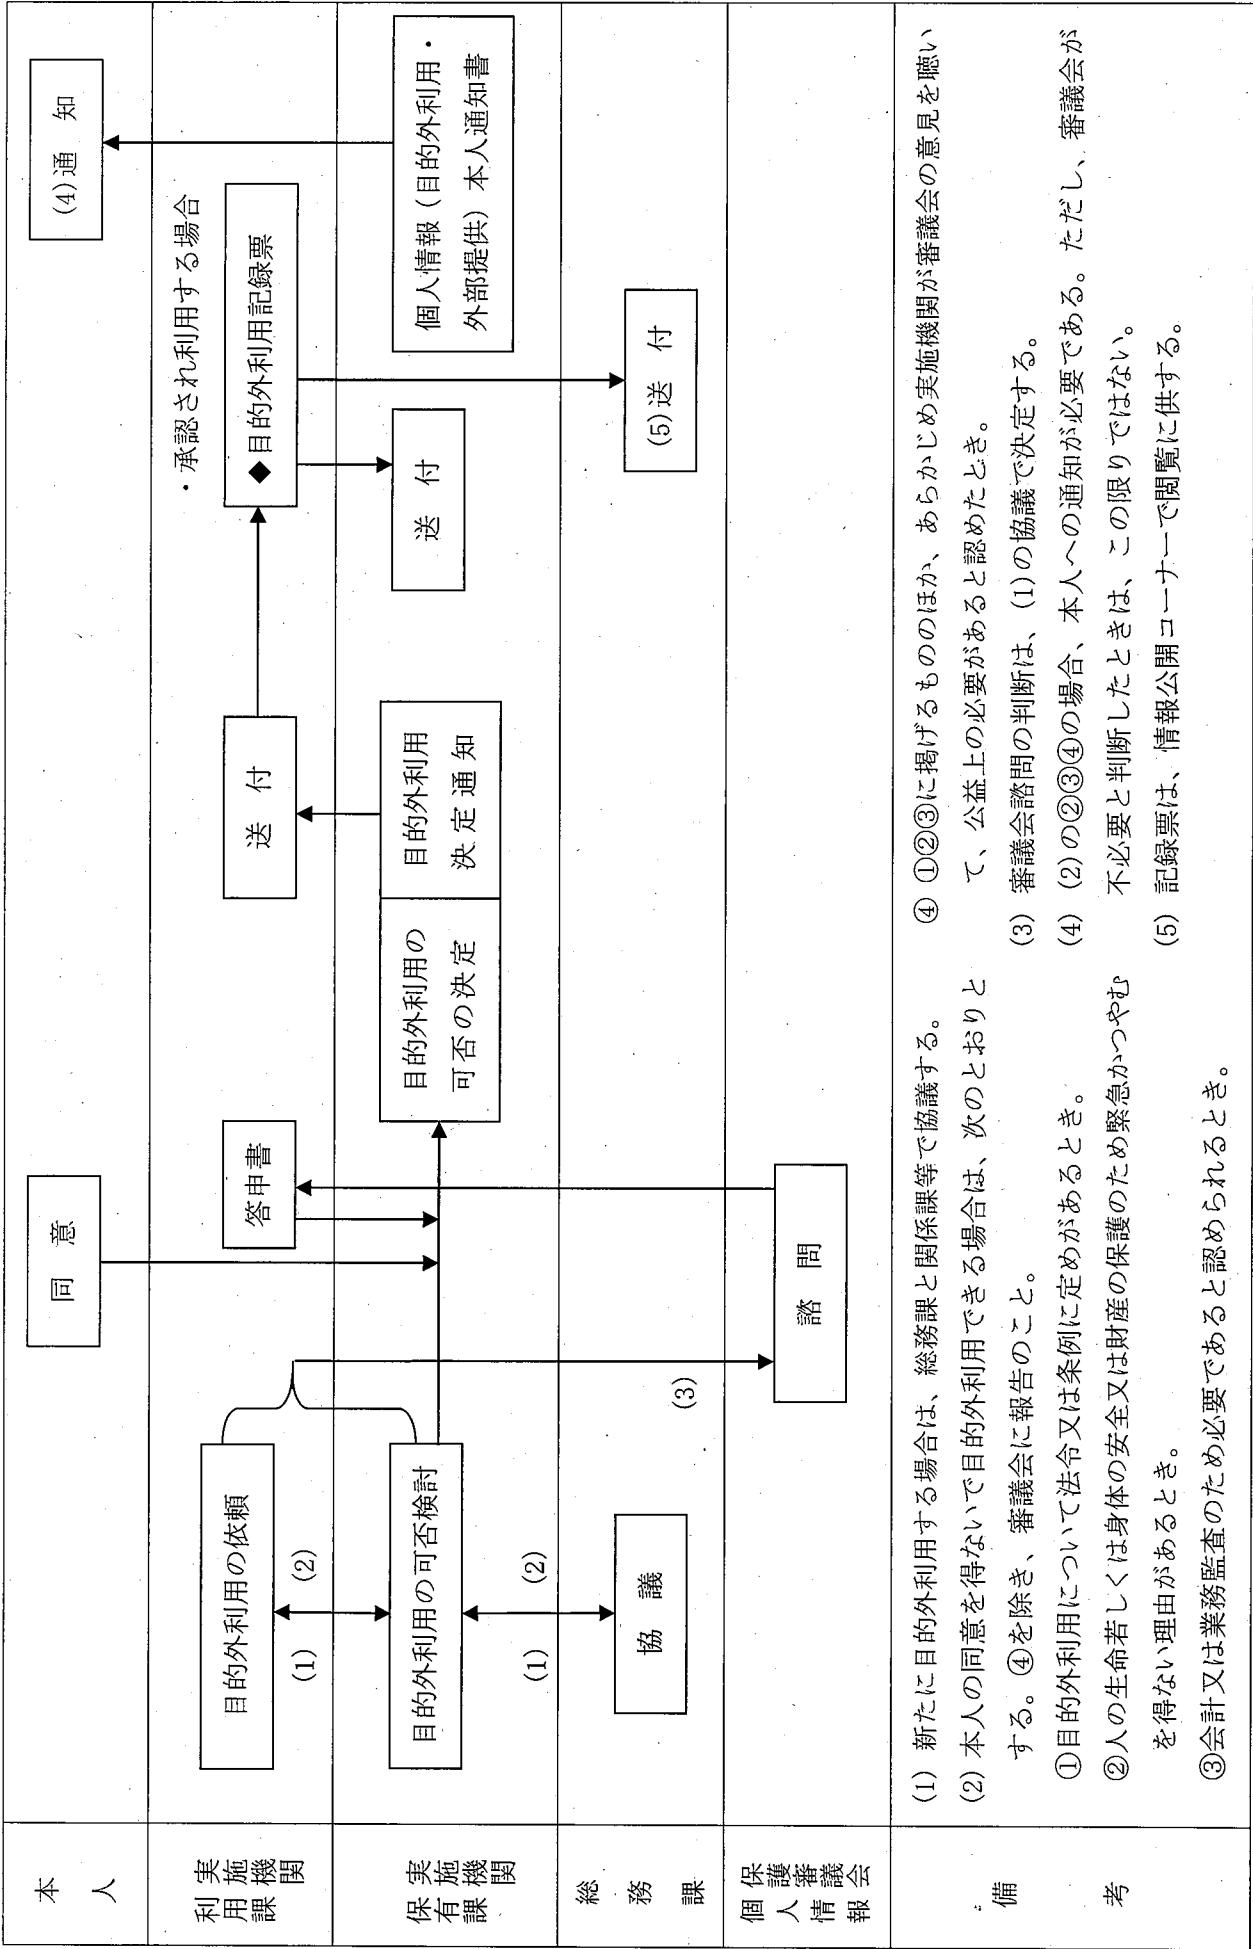 本人
同意
(4)通知
実施機関
利用課
目的外利用の依頼
答申書
送付
・承認され利用する場合
◆目的外利用記録票
(1)
(2)
実施機関
保有課
目的外利用の可否検討
目的外利用の
可否の決定
目的外利用
決定通知
送付
個人情報(目的外利用・
外部提供)本人通知書
(1)
(2)
総務課
協議
(3)
(5)送付
個人情報
保護審議会
諮問
備考
(1) 新たに目的外利用する場合は、総務課と関係課等で協議する。
(2) 本人の同意を得ないで目的外利用できる場合は、次のとおりと
する。④を除き、審議会に報告のこと。
①目的外利用について法令又は条例に定めがあるとき。
②人の生命若しくは身体の安全又は財産の保護のため緊急かつやむ
を得ない理由があるとき。
③会計又は業務監査のため必要であると認められるとき。
④ ①②③に掲げるもののほか、あらかじめ実施機関が審議会の意見を聴い
て、公益上の必要があると認めたとき。
(3) 審議会諮問の判断は、(1)の協議で決定する。
(4) (2)の②③④の場合、本人への通知が必要である。ただし、審議会が
不必要と判断したときは、この限りではない。
(5) 記録票は、情報公開コーナーで閲覧に供する。